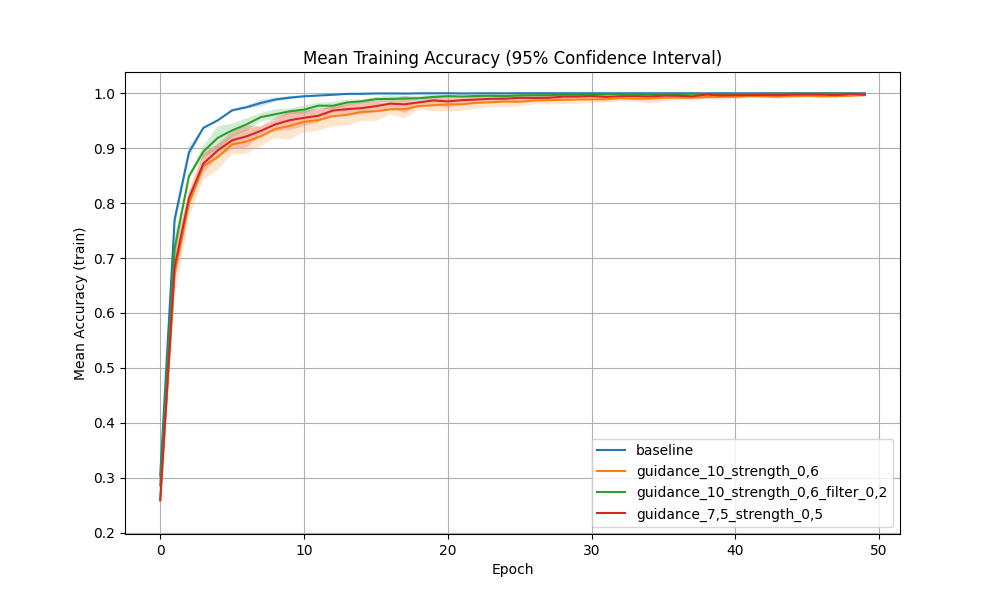 Mean Training Accuracy (95% Confidence Interval)
Mean Accuracy (train)
1.0
0.9
0.8
0.7
0.6
0.5
0.4
0.3
0.2
0
10
20
30
40
50
Epoch
baseline
guidance_10_strength_0,6
guidance_10_strength_0,6_filter_0,2
guidance_7,5_strength_0,5